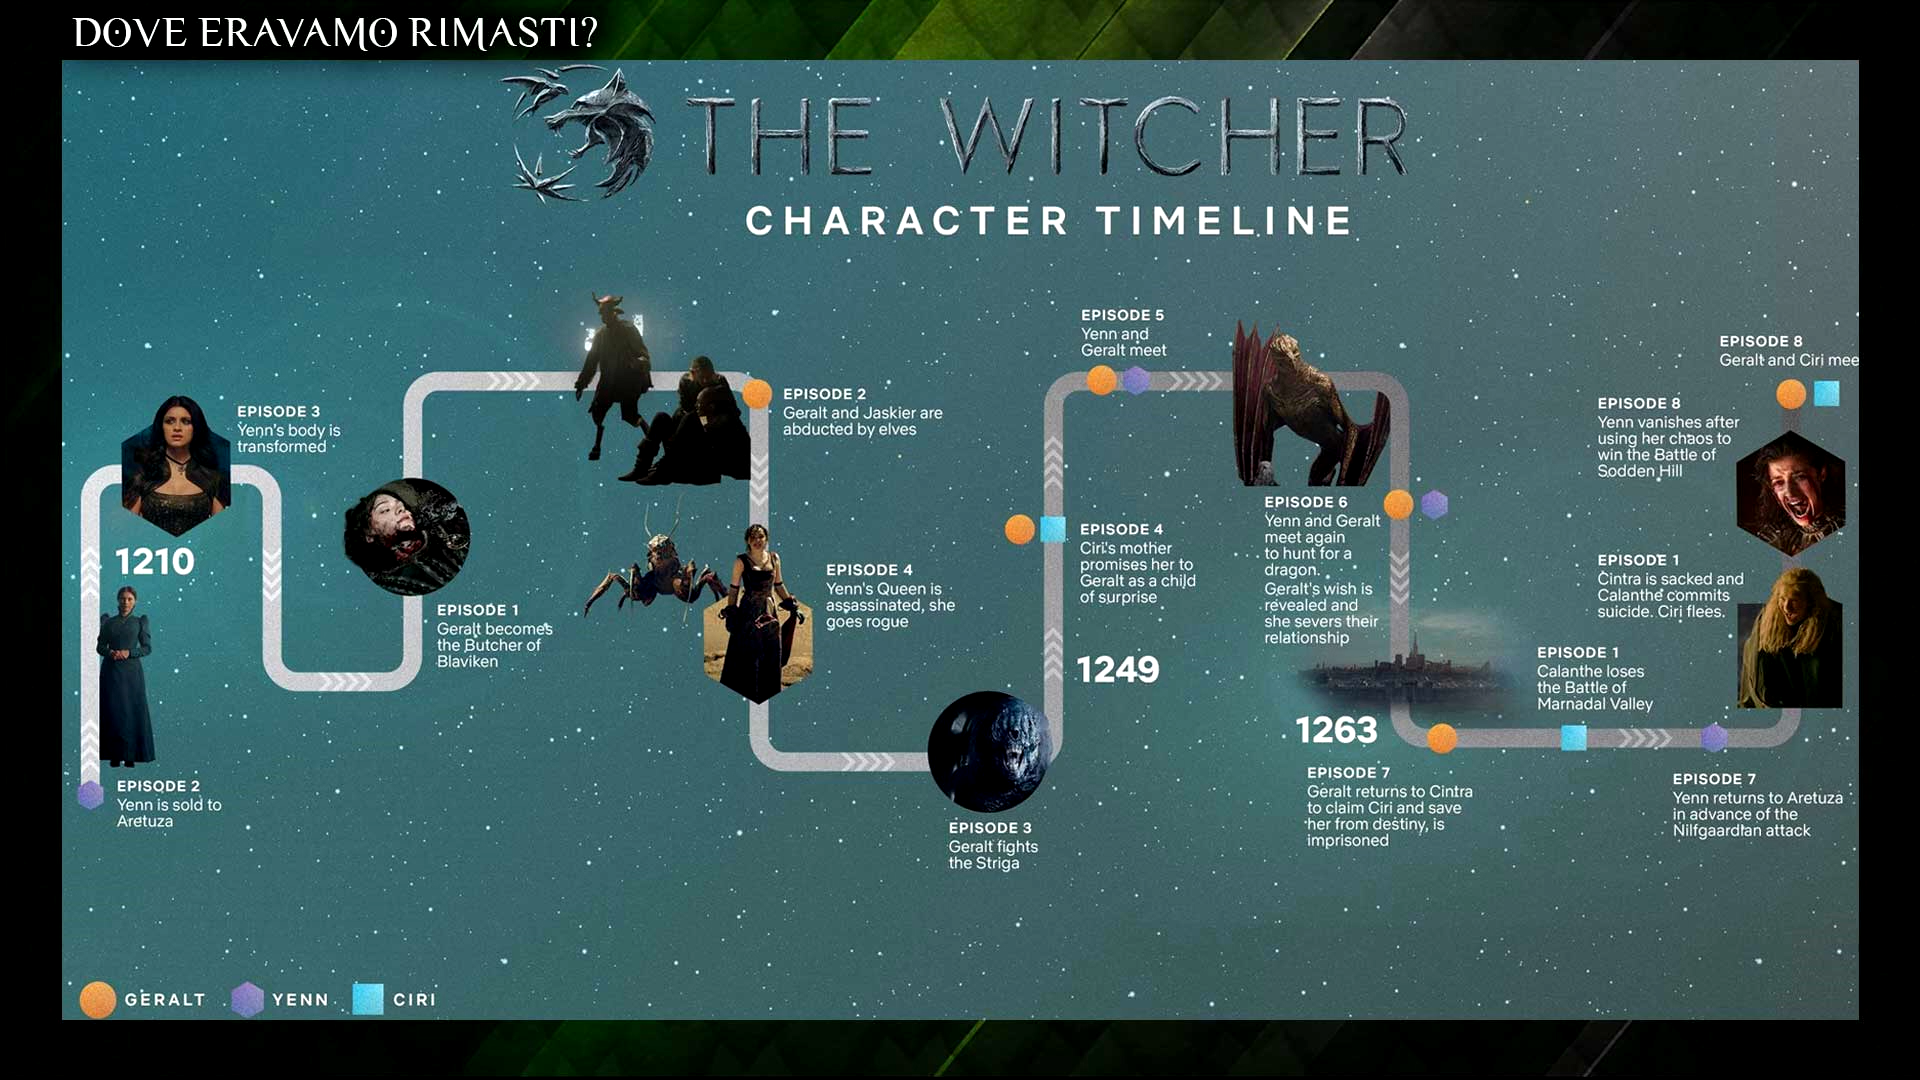 DOVE ERAVAMO RIMASTI?
THE WITCHER
CHARACTER TIMELINE
EPISODE 3
Yenn's body is
transformed
1210
EPISODE 2
Yenn is sold to
Aretuza
EPISODE 1
Geralt becomes
the Butcher of
Blaviken
EPISODE 2
Geralt and Jaskier are
abducted by elves
EPISODE 4
Yenn's Queen is
assassinated, she
goes rogue
EPISODE 3
Geralt fights
the Striga
EPISODE 5
Yenn and
Geralt meet
EPISODE 4
Ciri's mother
promises her to
Geralt as a child
of surprise
1249
EPISODE 6
Yenn and Geralt
meet again
to hunt for a
dragon.
Geralt's wish is
revealed and
she severs their
relationship
1263
EPISODE 7
Geralt returns to Cintra
to claim Ciri and save
her from destiny, is
imprisoned
EPISODE 1
Calanthe loses
the Battle of
Marnadal Valley
EPISODE 7
Yenn returns to Aretuza
in advance of the
Nilfgaardian attack
EPISODE 1
Cintra is sacked and
Calanthe commits
suicide. Ciri flees.
EPISODE 8
Yenn vanishes after
using her chaos to
win the Battle of
Sodden Hill
EPISODE 8
Geralt and Ciri mee
GERALT YENN CIRI